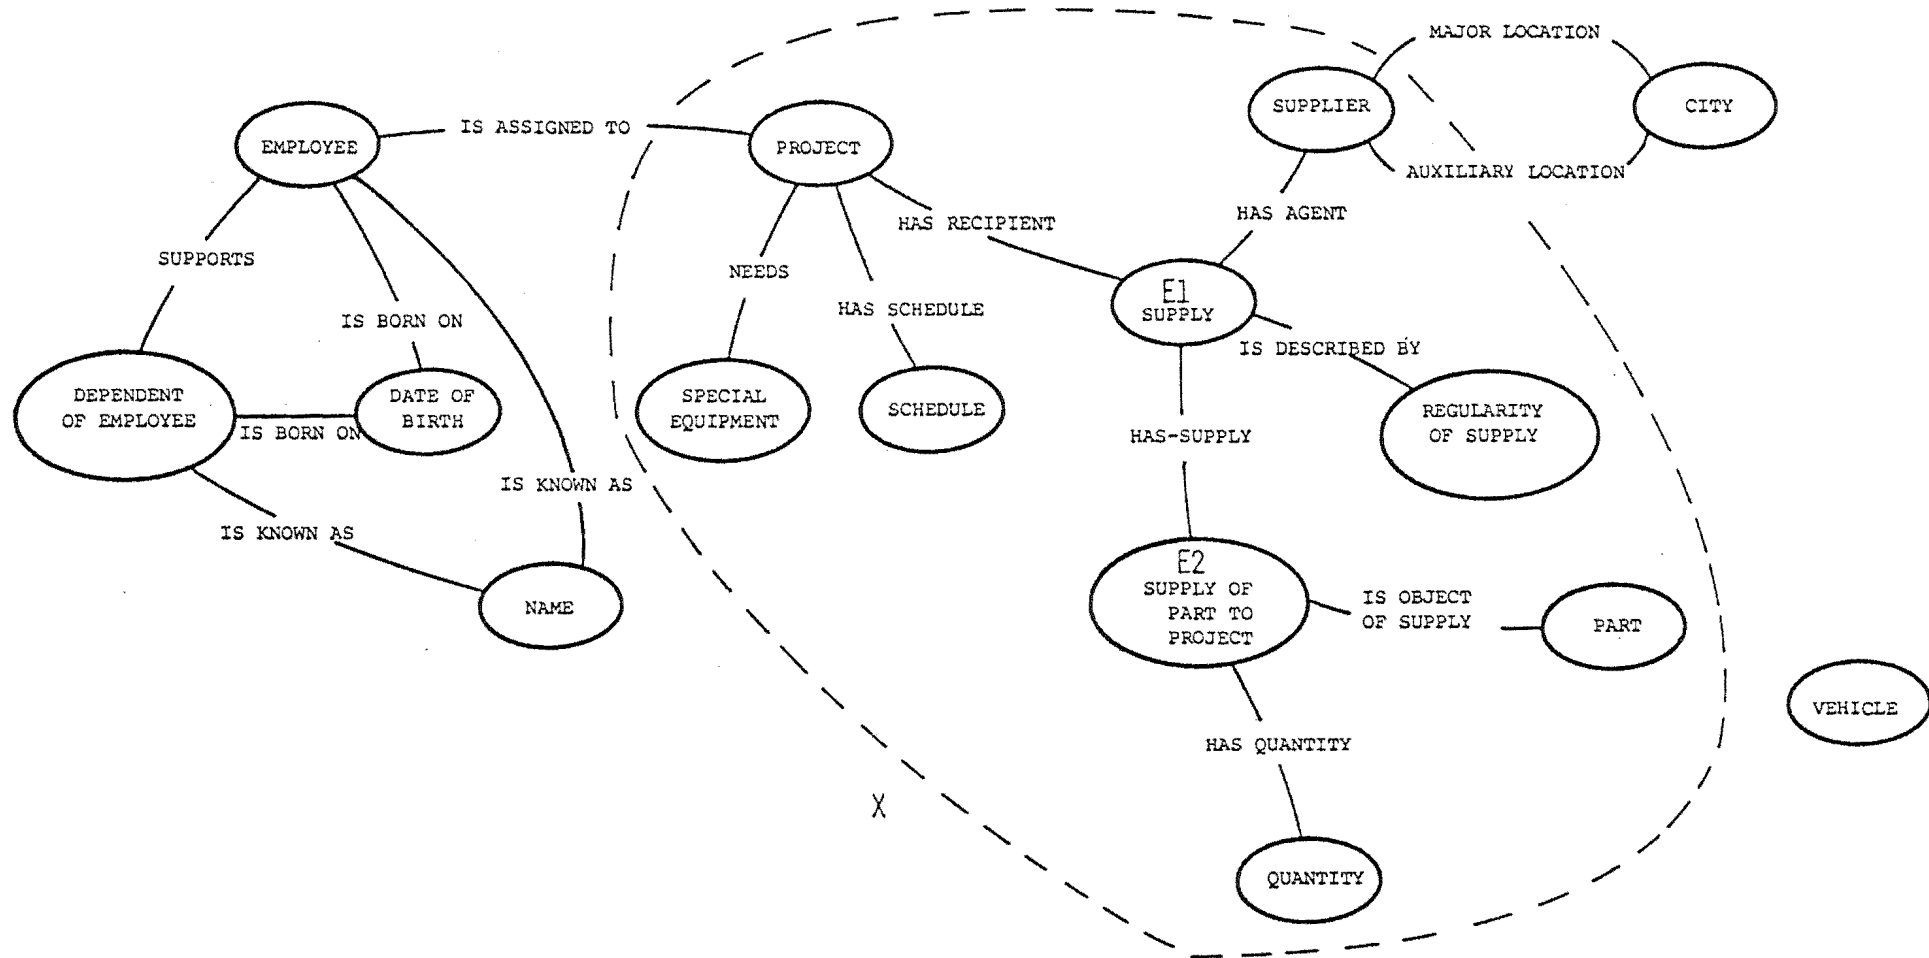 MAJOR LOCATION
SUPPLIER
CITY
IS ASSIGNED TO
EMPLOYEE
PROJECT
AUXILIARY LOCATION
HAS AGENT
HAS RECIPIENT
SUPPORTS
NEEDS
E1
SUPPLY
HAS SCHEDULE
IS BORN ON
IS DESCRIBED BY
DEPENDENT
OF EMPLOYEE
DATE OF
BIRTH
IS BORN ON
SPECIAL
EQUIPMENT
SCHEDULE
REGULARITY
OF SUPPLY
HAS-SUPPLY
IS KNOWN AS
IS KNOWN AS
E2
SUPPLY OF
PART TO
PROJECT
IS OBJECT
OF SUPPLY
PART
NAME
VEHICLE
HAS QUANTITY
X
QUANTITY